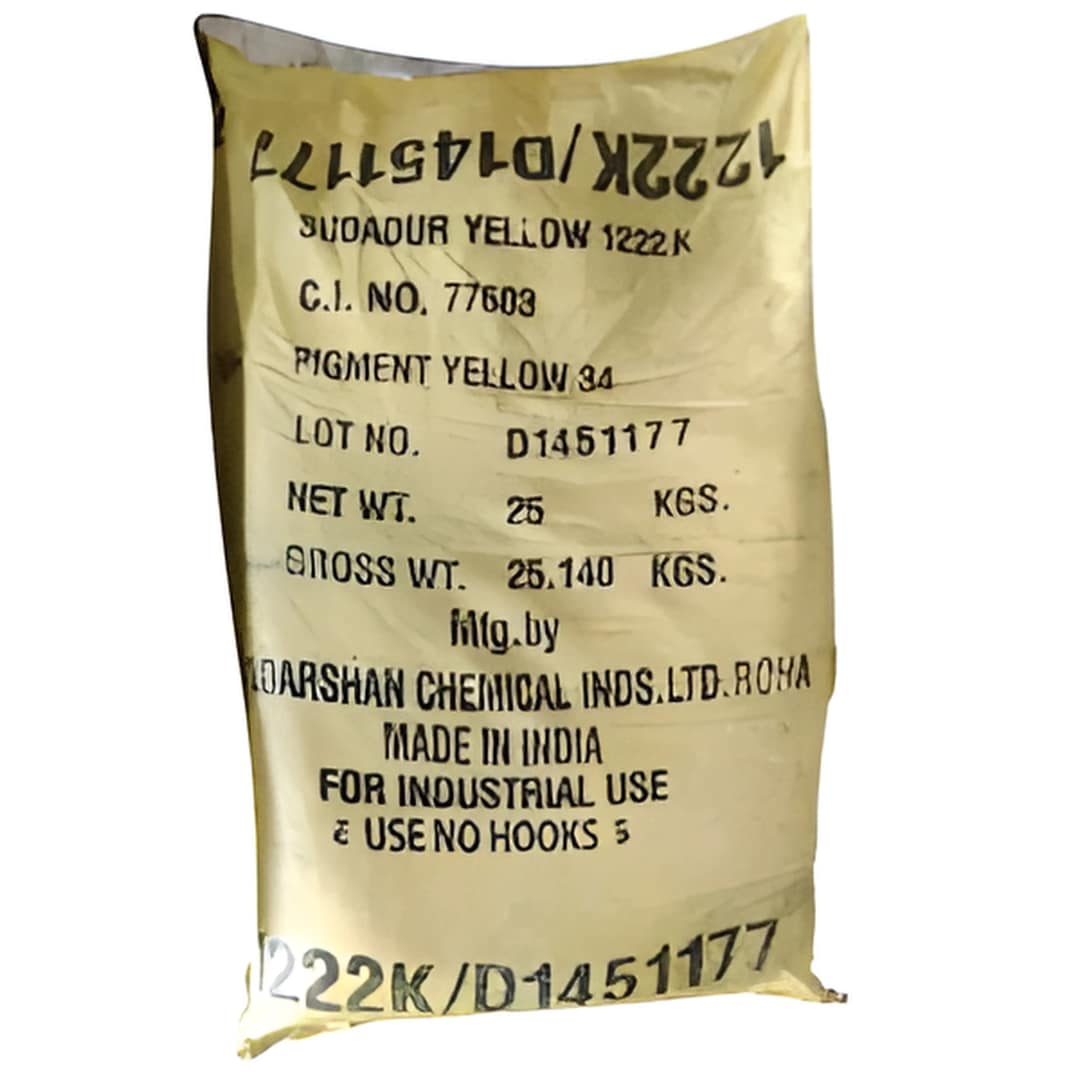 1222K/D1451177
SUDADUR YELLOW 1222 K
C.I. NO. 77603
PIGMENT YELLOW 34
LOT NO. D1451177
NET WT. 25 KGS.
GROSS WT. 25.140 KGS.
Mfg.by
DARSHAN CHEMICAL INDS.LTD.ROHA
MADE IN INDIA
FOR INDUSTRIAL USE
USE NO HOOKS
1222K/D1451177